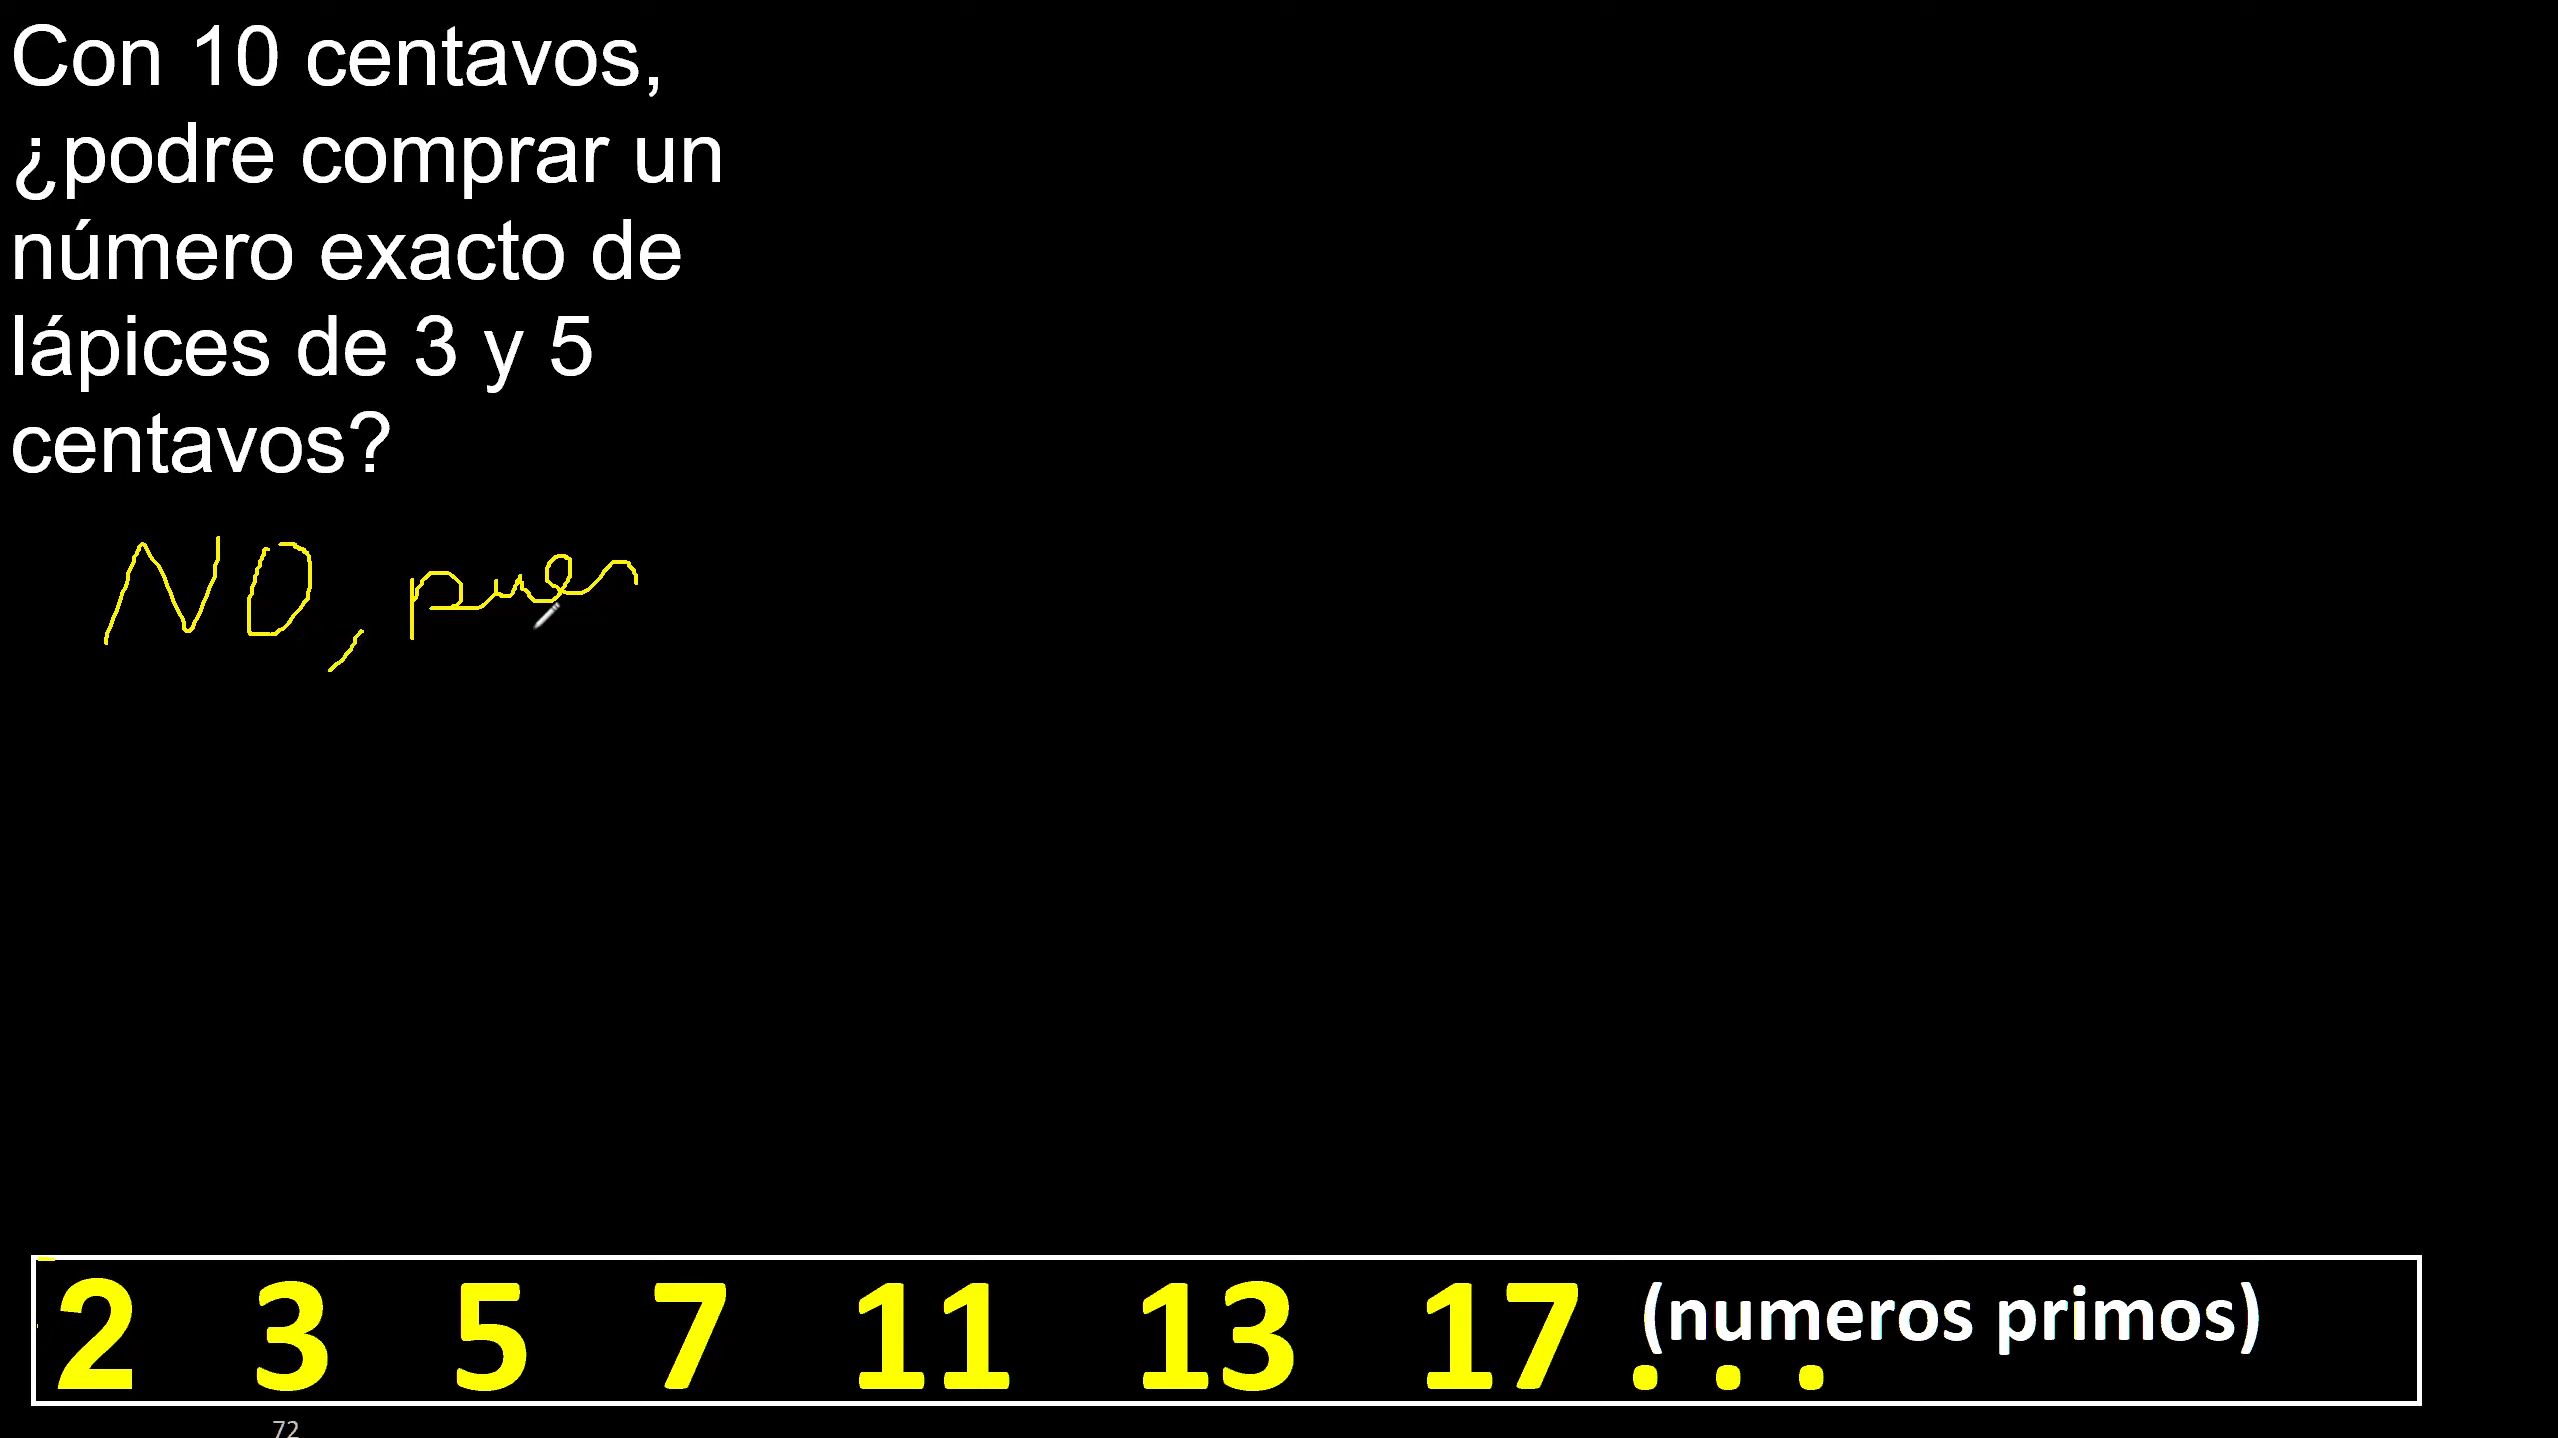 Con 10 centavos,
¿podre comprar un
número exacto de
lápices de 3 y 5
centavos?
NO, pues
2 3 5 7 11 13 17 . . . (numeros primos)
72